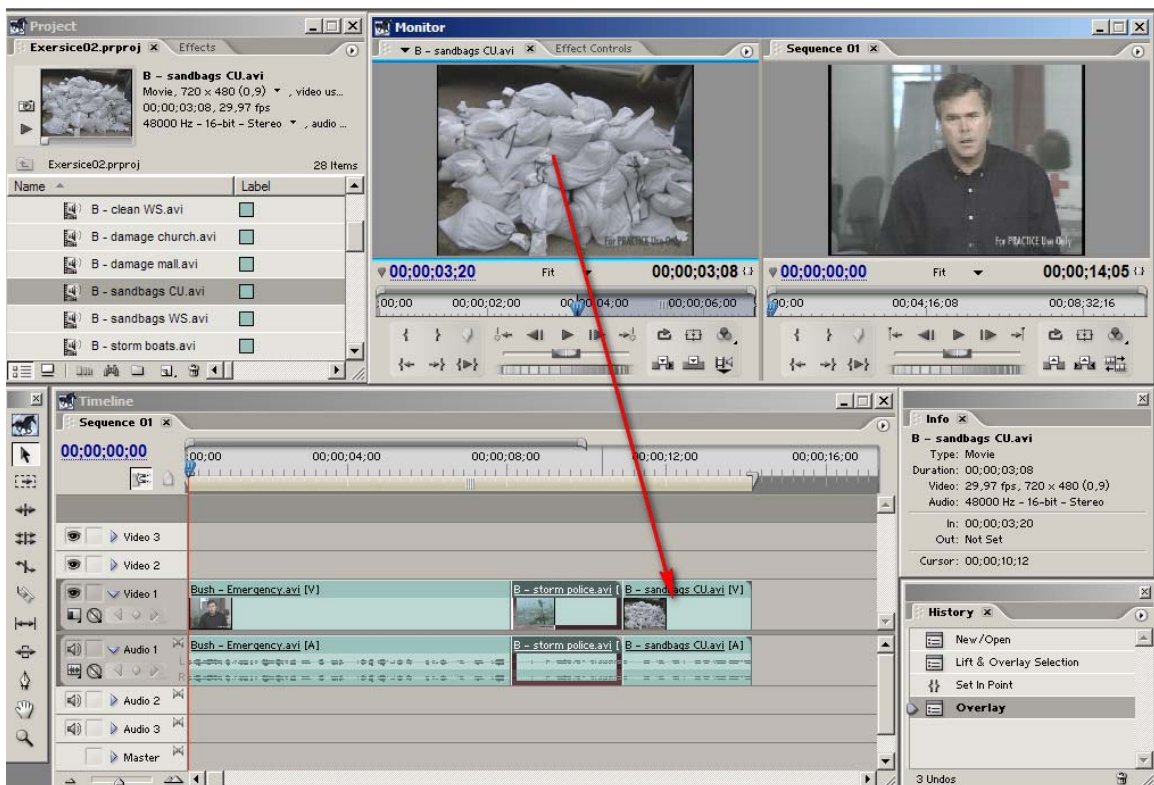 Project
Exersice02.prproj × Effects
B - sandbags CU.avi
Movie, 720 x 480 (0,9) ▼ , video us...
00;00;03;08, 29,97 fps
48000 Hz - 16-bit - Stereo ▼ , audio ...
Exersice02.prproj
28 Items
Name
Label
B - clean WS.avi
B - damage church.avi
B - damage mall.avi
B - sandbags CU.avi
B - sandbags WS.avi
B - storm boats.avi
Monitor
B - sandbags CU.avi × Effect Controls
For PRACTICE Use Only
00;00;03;20
Fit
00;00;03;08
;00;00
00;00;02;00
00;00;04;00
00;00;06;00
Sequence 01 ×
For PRACTICE Use Only
00;00;00;00
Fit
00;00;14;05
00;00
00;04;16;08
00;08;32;16
Timeline
Sequence 01 ×
00;00;00;00
;00;00
00;00;04;00
00;00;08;00
00;00;12;00
00;00;16;00
Video 3
Video 2
Video 1
Bush - Emergency.avi [V]
B - storm police.avi [
B - sandbags CU.avi [V]
Audio 1
L
R
Bush - Emergency.avi [A]
B - storm police.avi [
B - sandbags CU.avi [A]
Audio 2
Audio 3
Master
Info ×
B - sandbags CU.avi
Type: Movie
Duration: 00;00;03;08
Video: 29,97 fps, 720 x 480 (0,9)
Audio: 48000 Hz - 16-bit - Stereo
In: 00;00;03;20
Out: Not Set
Cursor: 00;00;10;12
History ×
New/Open
Lift & Overlay Selection
Set In Point
Overlay
3 Undos